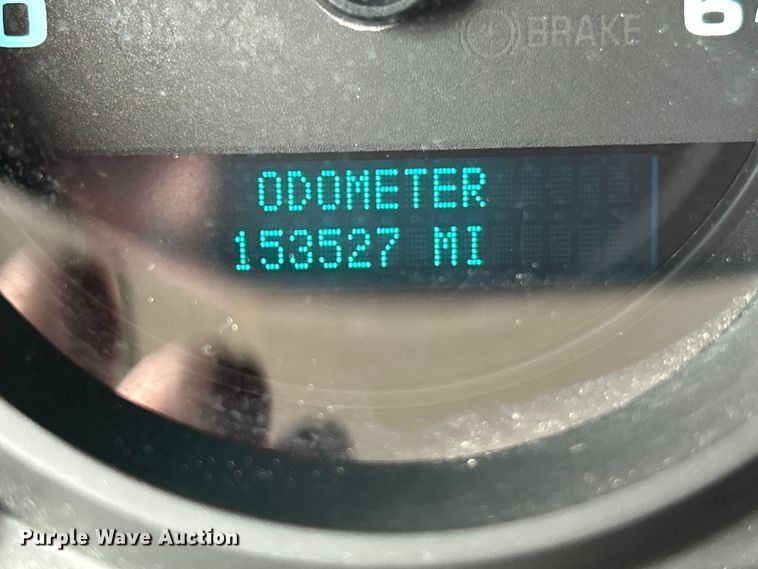 BRAKE
ODOMETER
153527 MI
Purple Wave Auction